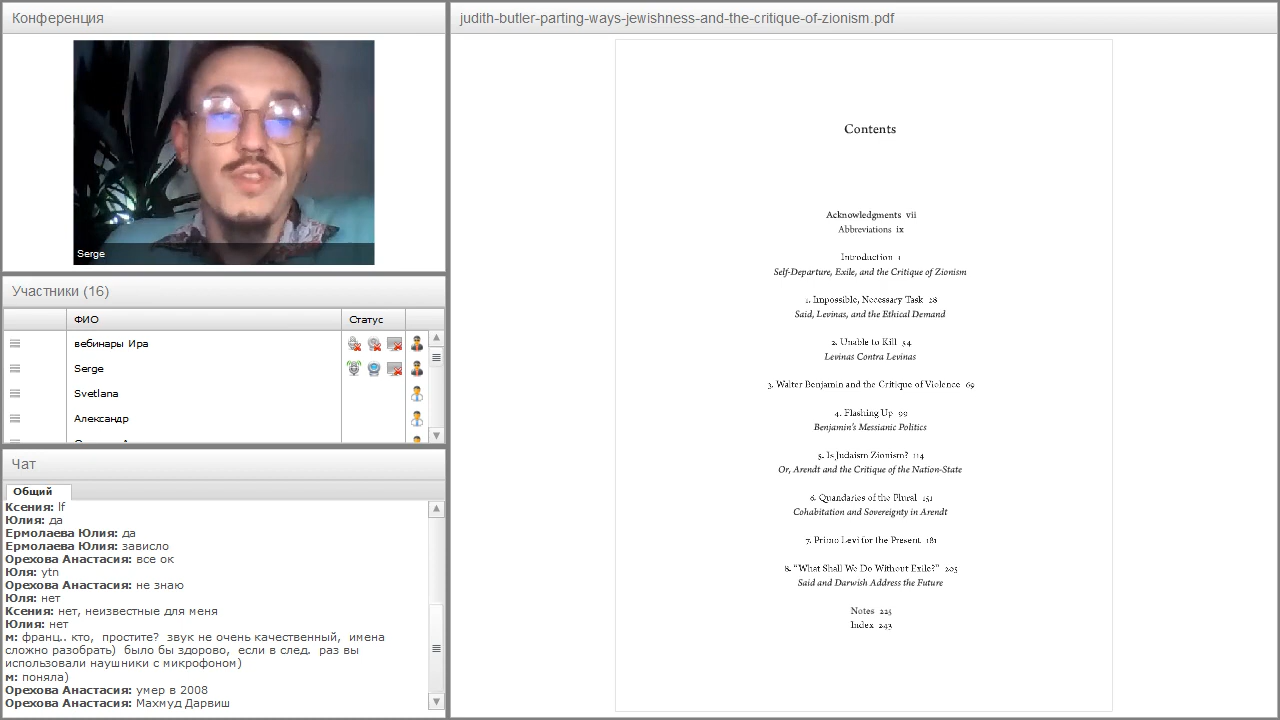 Конференция
Serge
Участники (16)
ФИО
Статус
вебинары Ира
Serge
Svetlana
Александр
Чат
Общий
Ксения: lf
Юлия: да
Ермолаева Юлия: да
Ермолаева Юлия: зависло
Орехова Анастасия: все ок
Юля: ytn
Орехова Анастасия: не знаю
Юля: нет
Ксения: нет, неизвестные для меня
Юлия: нет
м: франц.. кто, простите? звук не очень качественный, имена
сложно разобрать) было бы здорово, если в след. раз вы
использовали наушники с микрофоном)
м: поняла)
Орехова Анастасия: умер в 2008
Орехова Анастасия: Махмуд Дарвиш
judith-butler-parting-ways-jewishness-and-the-critique-of-zionism.pdf
Contents
Acknowledgments vii
Abbreviations ix
Introduction 1
Self-Departure, Exile, and the Critique of Zionism
1. Impossible, Necessary Task 28
Said, Levinas, and the Ethical Demand
2. Unable to Kill 54
Levinas Contra Levinas
3. Walter Benjamin and the Critique of Violence 69
4. Flashing Up 99
Benjamin's Messianic Politics
5. Is Judaism Zionism? 114
Or, Arendt and the Critique of the Nation-State
6. Quandaries of the Plural 151
Cohabitation and Sovereignty in Arendt
7. Primo Levi for the Present 181
8. “What Shall We Do Without Exile?” 205
Said and Darwish Address the Future
Notes 225
Index 243